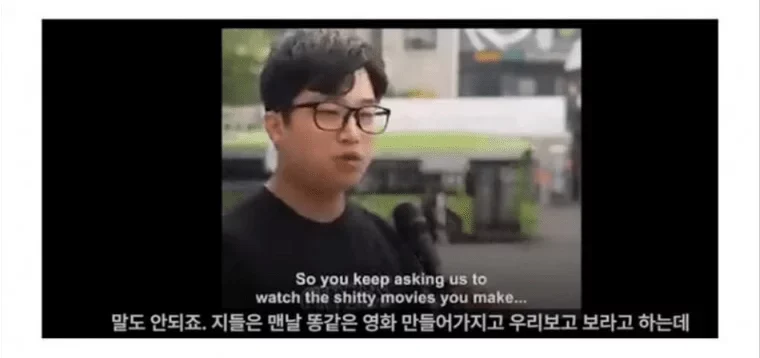 So you keep asking us to
watch the shitty movies you make...
말도 안되죠. 지들은 맨날 똑같은 영화 만들어가지고 우리보고 보라고 하는데